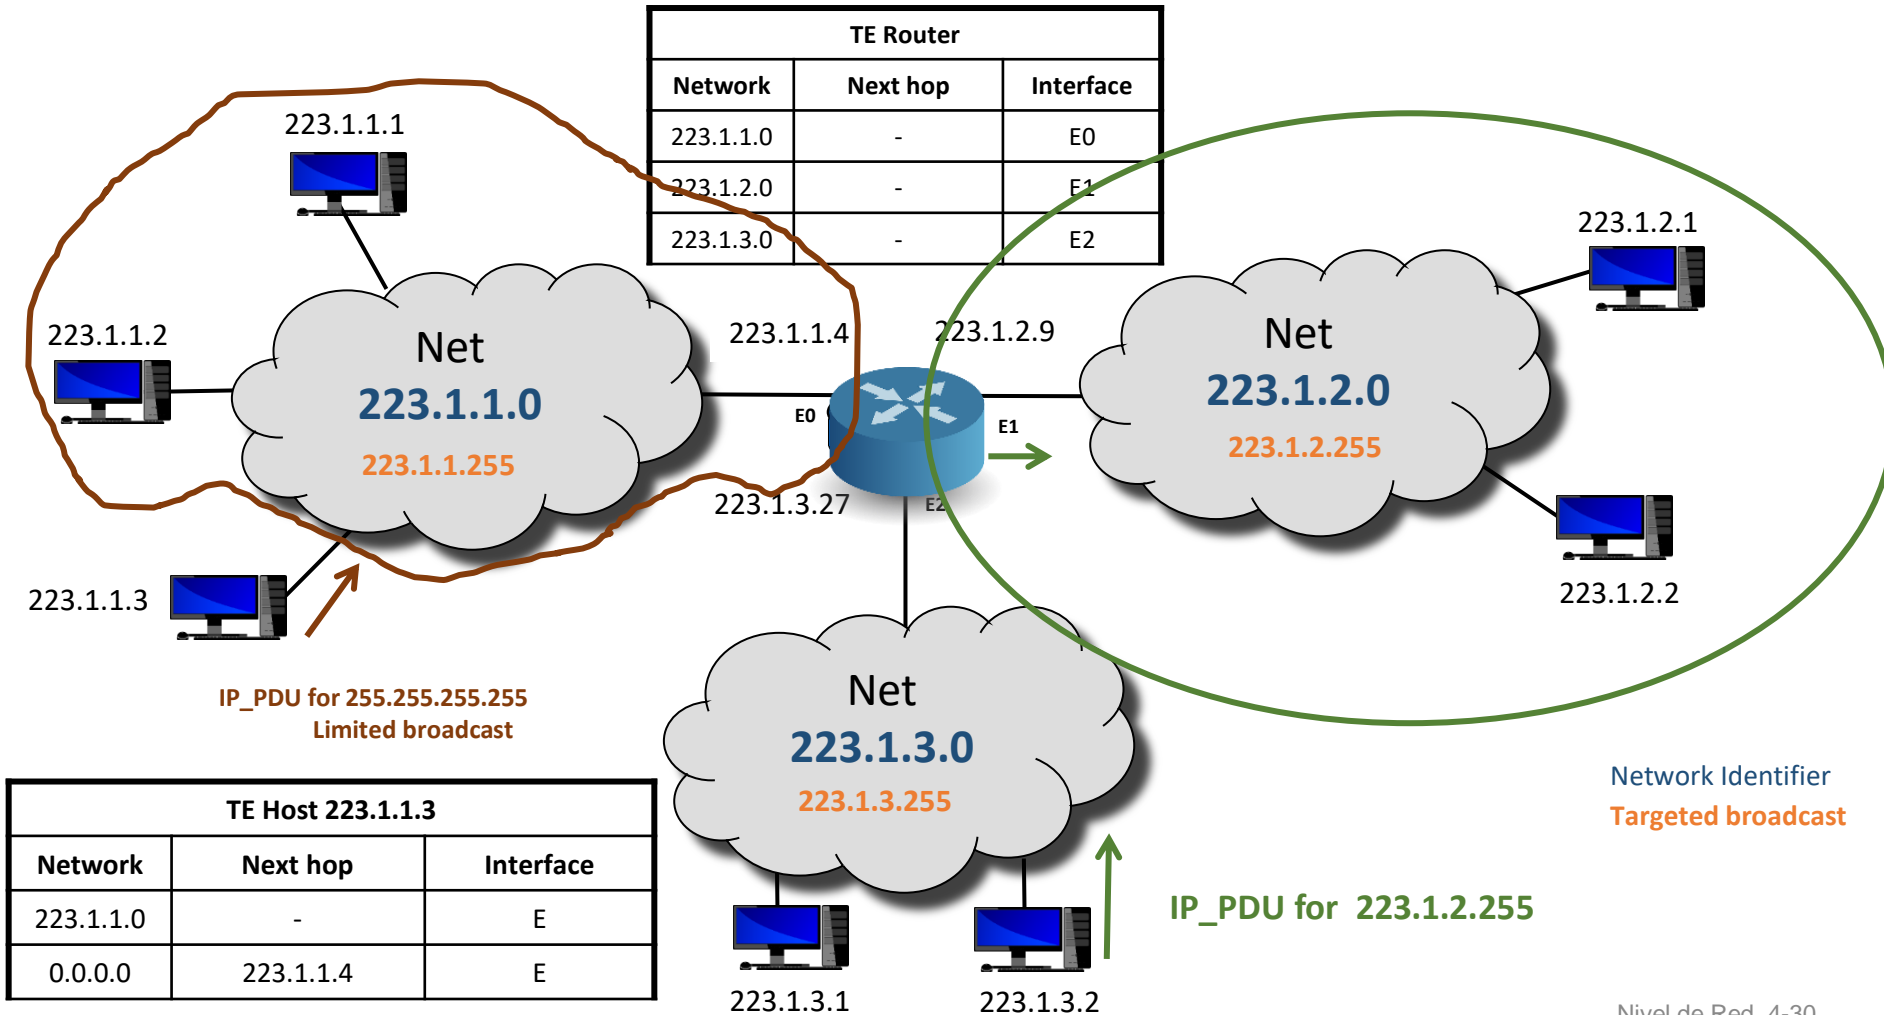 TE Router
Network Next hop Interface
223.1.1.0 - E0
223.1.2.0 - E1
223.1.3.0 - E2
223.1.1.1
223.1.2.1
223.1.1.2
223.1.1.4
223.1.2.9
Net
223.1.1.0
223.1.1.255
Net
223.1.2.0
223.1.2.255
E0
E1
E2
223.1.3.27
223.1.1.3
223.1.2.2
IP_PDU for 255.255.255.255
Limited broadcast
Net
223.1.3.0
223.1.3.255
Network Identifier
Targeted broadcast
TE Host 223.1.1.3
Network Next hop Interface
223.1.1.0 - E
0.0.0.0 223.1.1.4 E
IP_PDU for 223.1.2.255
223.1.3.1
223.1.3.2
Nivel de Red 4-30